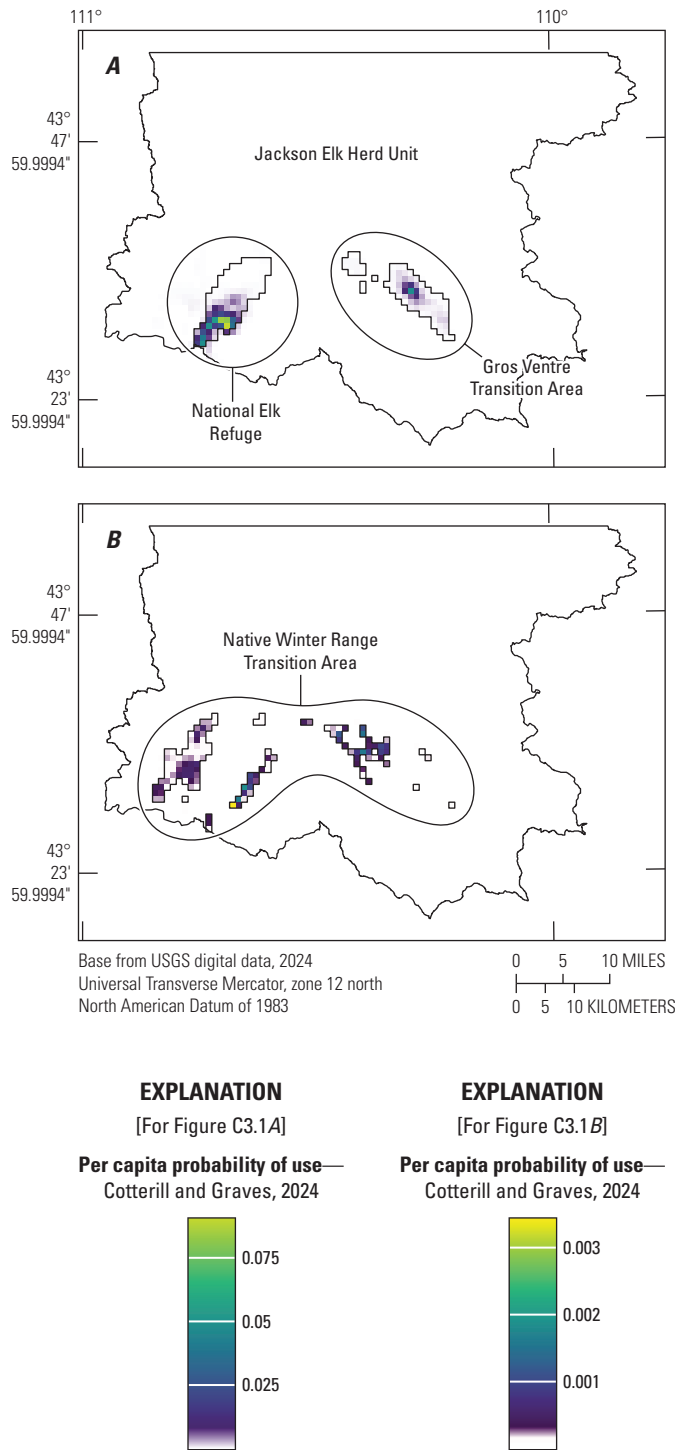 111°
110°
A
43°
47'
59.9994"
Jackson Elk Herd Unit
Gros Ventre
Transition Area
National Elk
Refuge
43°
23'
59.9994"
B
43°
47'
59.9994"
Native Winter Range
Transition Area
43°
23'
59.9994"
Base from USGS digital data, 2024
Universal Transverse Mercator, zone 12 north
North American Datum of 1983
0 5 10 MILES
0 5 10 KILOMETERS
EXPLANATION
[For Figure C3.1A]
Per capita probability of use—
Cotterill and Graves, 2024
0.075
0.05
0.025
EXPLANATION
[For Figure C3.1B]
Per capita probability of use—
Cotterill and Graves, 2024
0.003
0.002
0.001